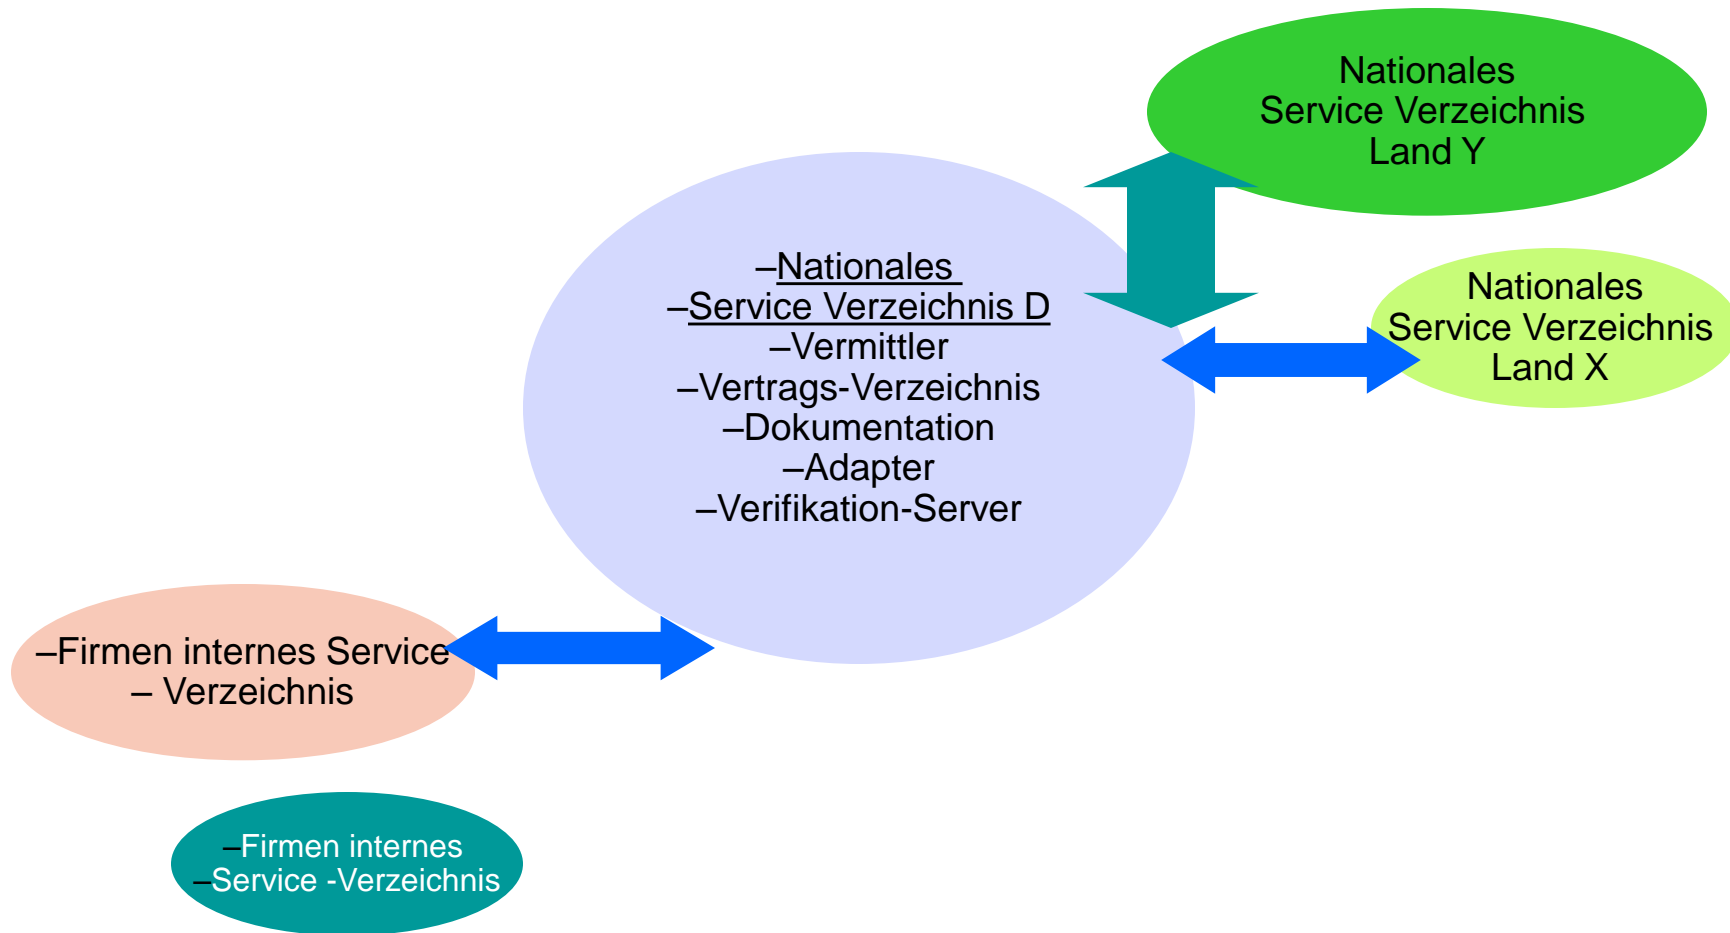 Nationales
Service Verzeichnis
Land Y
–Nationales
–Service Verzeichnis D
–Vermittler
–Vertrags-Verzeichnis
–Dokumentation
–Adapter
–Verifikation-Server
Nationales
Service Verzeichnis
Land X
–Firmen internes Service
– Verzeichnis
–Firmen internes
–Service -Verzeichnis